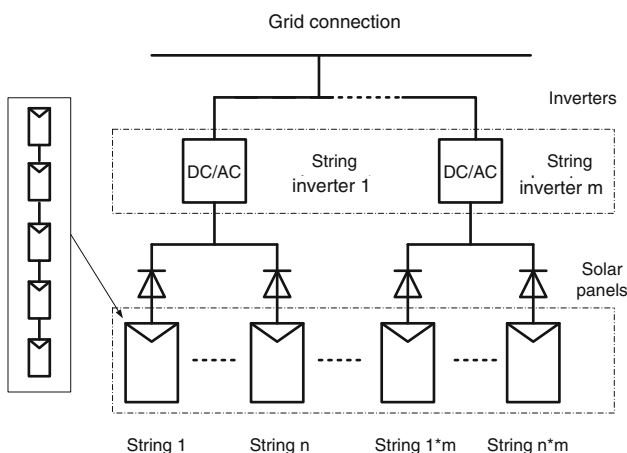 Grid connection
Inverters
String
inverter 1
String
inverter m
DC/AC
DC/AC
Solar
panels
String 1
String n
String 1*m
String n*m